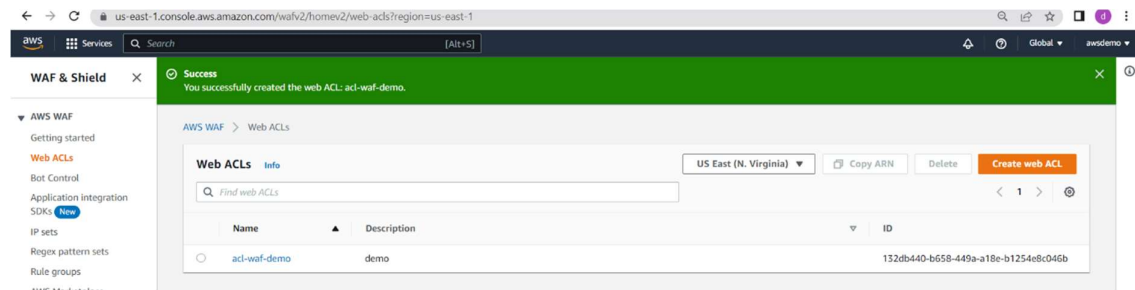 us-east-1.console.aws.amazon.com/wafv2/homev2/web-acls?region=us-east-1
d
aws
Services
Search
[Alt+S]
Global
awsdemo
WAF & Shield
Success
You successfully created the web ACL: acl-waf-demo.
AWS WAF
Getting started
Web ACLs
Bot Control
Application integration
SDKs New
IP sets
Regex pattern sets
Rule groups
AWS WAF > Web ACLs
Web ACLs Info
US East (N. Virginia)
Copy ARN
Delete
Create web ACL
Find web ACLs
1
Name
Description
ID
acl-waf-demo
demo
132db440-b658-449a-a18e-b1254e8c046b